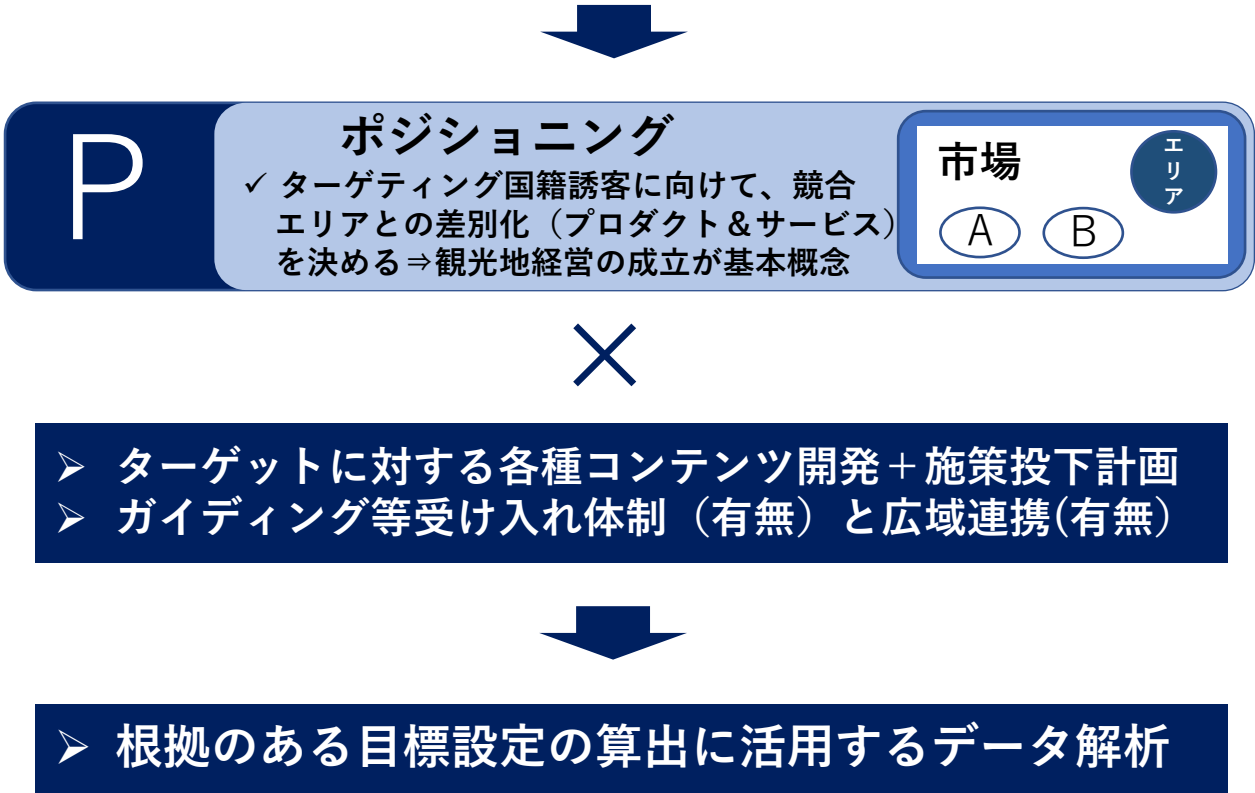 P
ポジショニング
✓ ターゲティング国籍誘客に向けて、競合
エリアとの差別化（プロダクト＆サービス）
を決める⇒観光地経営の成立が基本概念
市場
エリア
A B
×
➢ ターゲットに対する各種コンテンツ開発＋施策投下計画
➢ ガイディング等受け入れ体制（有無）と広域連携(有無）
➢ 根拠のある目標設定の算出に活用するデータ解析